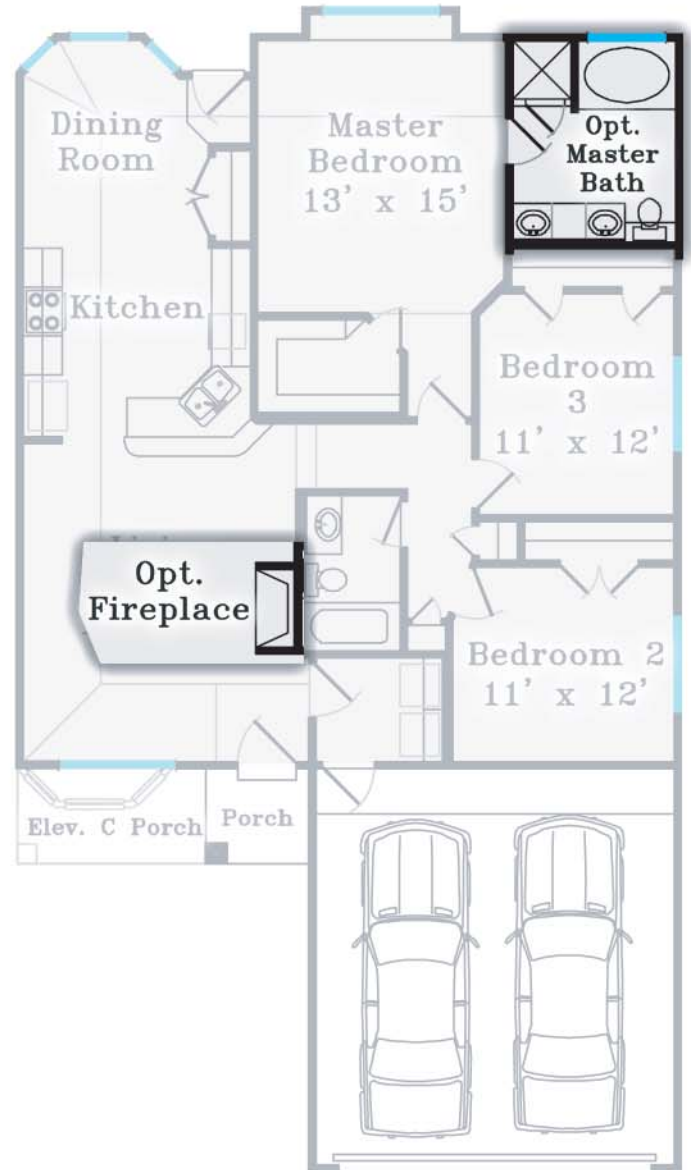 Dining
Room
Master
Bedroom
13' x 15'
Opt.
Master
Bath
Kitchen
Bedroom
3
11' x 12'
Opt.
Fireplace
Bedroom 2
11' x 12'
Elev. C Porch
Porch